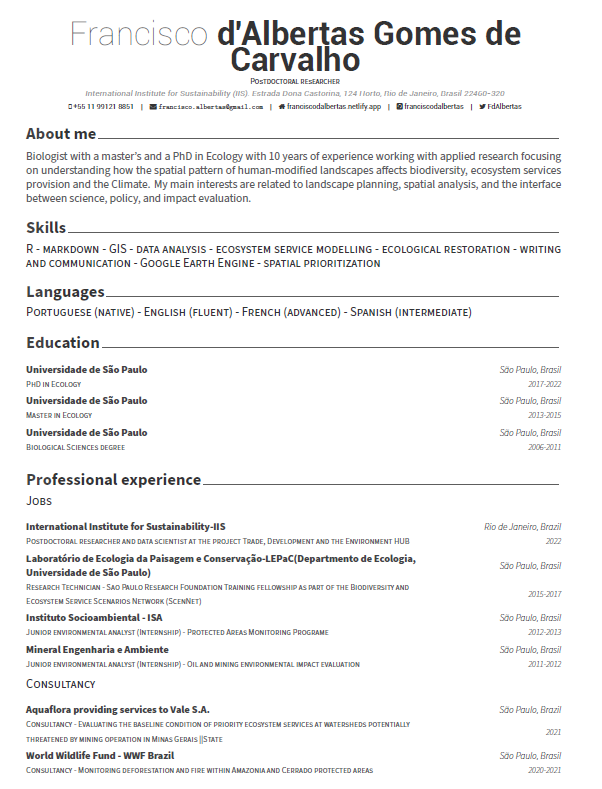 Francisco d'Albertas Gomes de
Carvalho
Postdoctoral researcher
International Institute for Sustainability (IIS). Estrada Dona Castorina, 124 Horto, Rio de Janeiro, Brasil 22460-320
+55 11 99121 8851 | francisco.albertas@gmail.com | franciscodalbertas.netlify.app | franciscodalbertas | FdAlbertas
About me
Biologist with a master's and a PhD in Ecology with 10 years of experience working with applied research focusing
on understanding how the spatial pattern of human-modified landscapes affects biodiversity, ecosystem services
provision and the Climate. My main interests are related to landscape planning, spatial analysis, and the interface
between science, policy, and impact evaluation.
Skills
R - markdown - GIS - data analysis - ecosystem service modelling - ecological restoration - writing
and communication - Google Earth Engine - spatial prioritization
Languages
Portuguese (native) - English (fluent) - French (advanced) - Spanish (intermediate)
Education
Universidade de São Paulo São Paulo, Brasil
PhD in Ecology 2017-2022
Universidade de São Paulo São Paulo, Brasil
Master in Ecology 2013-2015
Universidade de São Paulo São Paulo, Brasil
Biological Sciences degree 2006-2011
Professional experience
Jobs
International Institute for Sustainability-IIS Rio de Janeiro, Brazil
Postdoctoral researcher and data scientist at the project Trade, Development and the Environment HUB 2022
Laboratório de Ecologia da Paisagem e Conservação-LEPaC(Departmento de Ecologia,
Universidade de São Paulo) São Paulo, Brasil
Research Technician - Sao Paulo Research Foundation Training fellowship as part of the Biodiversity and
Ecosystem Service Scenarios Network (ScenNet) 2015-2017
Instituto Socioambiental - ISA São Paulo, Brasil
Junior environmental analyst (Internship) - Protected Areas Monitoring Programe 2012-2013
Mineral Engenharia e Ambiente São Paulo, Brasil
Junior environmental analyst (Internship) - Oil and mining environmental impact evaluation 2011-2012
Consultancy
Aquaflora providing services to Vale S.A. São Paulo, Brazil
Consultancy - Evaluating the baseline condition of priority ecosystem services at watersheds potentially
threatened by mining operation in Minas Gerais ||State 2021
World Wildlife Fund - WWF Brazil São Paulo, Brasil
Consultancy - Monitoring deforestation and fire within Amazonia and Cerrado protected areas 2020-2021